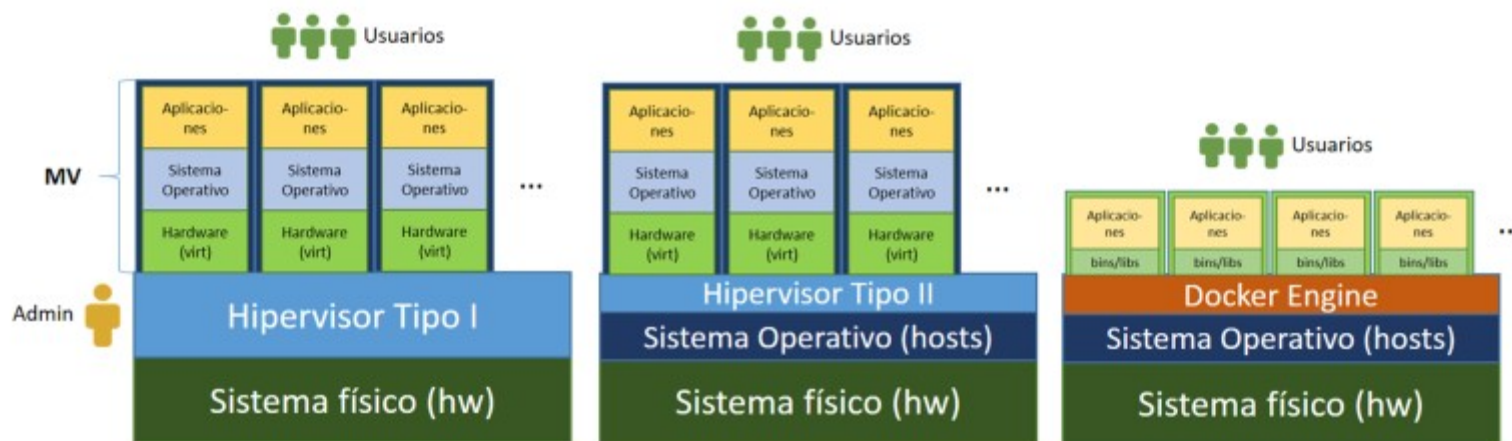 Usuarios
Aplicacio-
nes
Aplicacio-
nes
Aplicacio-
nes
Sistema
Operativo
Sistema
Operativo
Sistema
Operativo
Hardware
(virt)
Hardware
(virt)
Hardware
(virt)
...
MV
Admin
Hipervisor Tipo I
Sistema físico (hw)
Usuarios
Aplicacio-
nes
Aplicacio-
nes
Aplicacio-
nes
Sistema
Operativo
Sistema
Operativo
Sistema
Operativo
Hardware
(virt)
Hardware
(virt)
Hardware
(virt)
...
Hipervisor Tipo II
Sistema Operativo (hosts)
Sistema físico (hw)
Usuarios
Aplicacio-
nes
Aplicacio-
nes
Aplicacio-
nes
Aplicacio-
nes
bins/libs
bins/libs
bins/libs
bins/libs
...
Docker Engine
Sistema Operativo (hosts)
Sistema físico (hw)